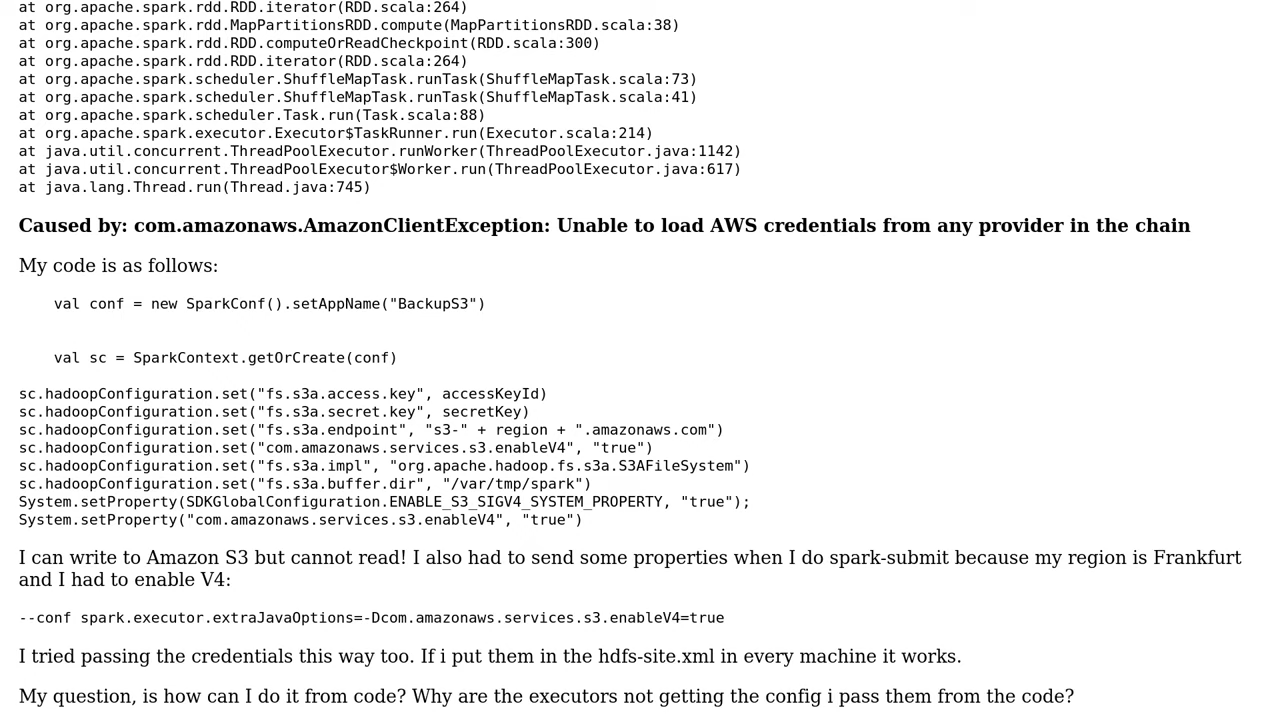 at org.apache.spark.rdd.RDD.iterator(RDD.scala:264)
at org.apache.spark.rdd.MapPartitionsRDD.compute(MapPartitionsRDD.scala:38)
at org.apache.spark.rdd.RDD.computeOrReadCheckpoint(RDD.scala:300)
at org.apache.spark.rdd.RDD.iterator(RDD.scala:264)
at org.apache.spark.scheduler.ShuffleMapTask.runTask(ShuffleMapTask.scala:73)
at org.apache.spark.scheduler.ShuffleMapTask.runTask(ShuffleMapTask.scala:41)
at org.apache.spark.scheduler.Task.run(Task.scala:88)
at org.apache.spark.executor.Executor$TaskRunner.run(Executor.scala:214)
at java.util.concurrent.ThreadPoolExecutor.runWorker(ThreadPoolExecutor.java:1142)
at java.util.concurrent.ThreadPoolExecutor$Worker.run(ThreadPoolExecutor.java:617)
at java.lang.Thread.run(Thread.java:745)
Caused by: com.amazonaws.AmazonClientException: Unable to load AWS credentials from any provider in the chain
My code is as follows:
val conf = new SparkConf().setAppName("BackupS3")
val sc = SparkContext.getOrCreate(conf)
sc.hadoopConfiguration.set("fs.s3a.access.key", accessKeyId)
sc.hadoopConfiguration.set("fs.s3a.secret.key", secretKey)
sc.hadoopConfiguration.set("fs.s3a.endpoint", "s3-" + region + ".amazonaws.com")
sc.hadoopConfiguration.set("com.amazonaws.services.s3.enableV4", "true")
sc.hadoopConfiguration.set("fs.s3a.impl", "org.apache.hadoop.fs.s3a.S3AFileSystem")
sc.hadoopConfiguration.set("fs.s3a.buffer.dir", "/var/tmp/spark")
System.setProperty(SDKGlobalConfiguration.ENABLE_S3_SIGV4_SYSTEM_PROPERTY, "true");
System.setProperty("com.amazonaws.services.s3.enableV4", "true")
I can write to Amazon S3 but cannot read! I also had to send some properties when I do spark-submit because my region is Frankfurt
and I had to enable V4:
--conf spark.executor.extraJavaOptions=-Dcom.amazonaws.services.s3.enableV4=true
I tried passing the credentials this way too. If i put them in the hdfs-site.xml in every machine it works.
My question, is how can I do it from code? Why are the executors not getting the config i pass them from the code?